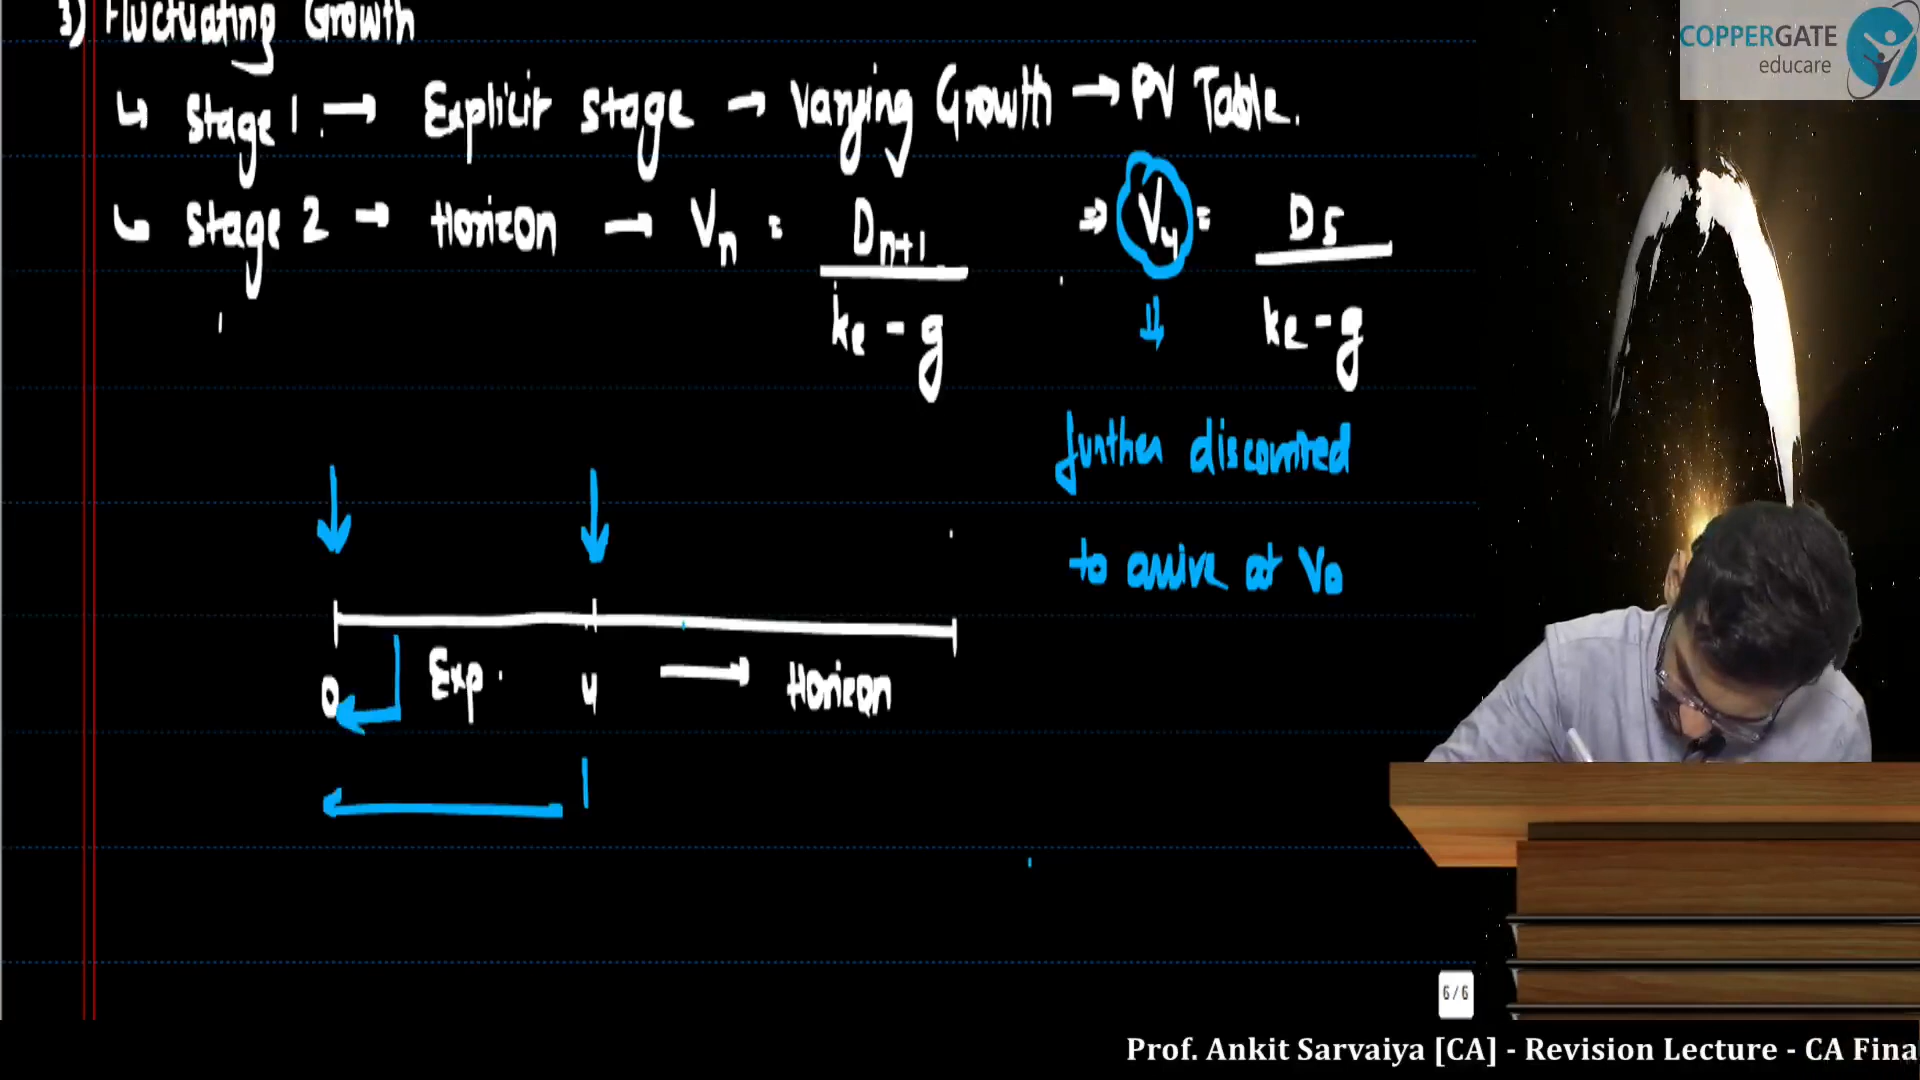 3) Fluctuating Growth
↳ Stage 1 → Explicit stage → Varying Growth → PV Table.
↳ Stage 2 → Horizon → Vn = Dn+1 / ke - g ⇒ V4 = D5 / ke - g
further discounted
to arrive at V0
0 Exp. 4 → Horizon
COPPERGATE
educare
6 / 6
Prof. Ankit Sarvaiya [CA] - Revision Lecture - CA Fina